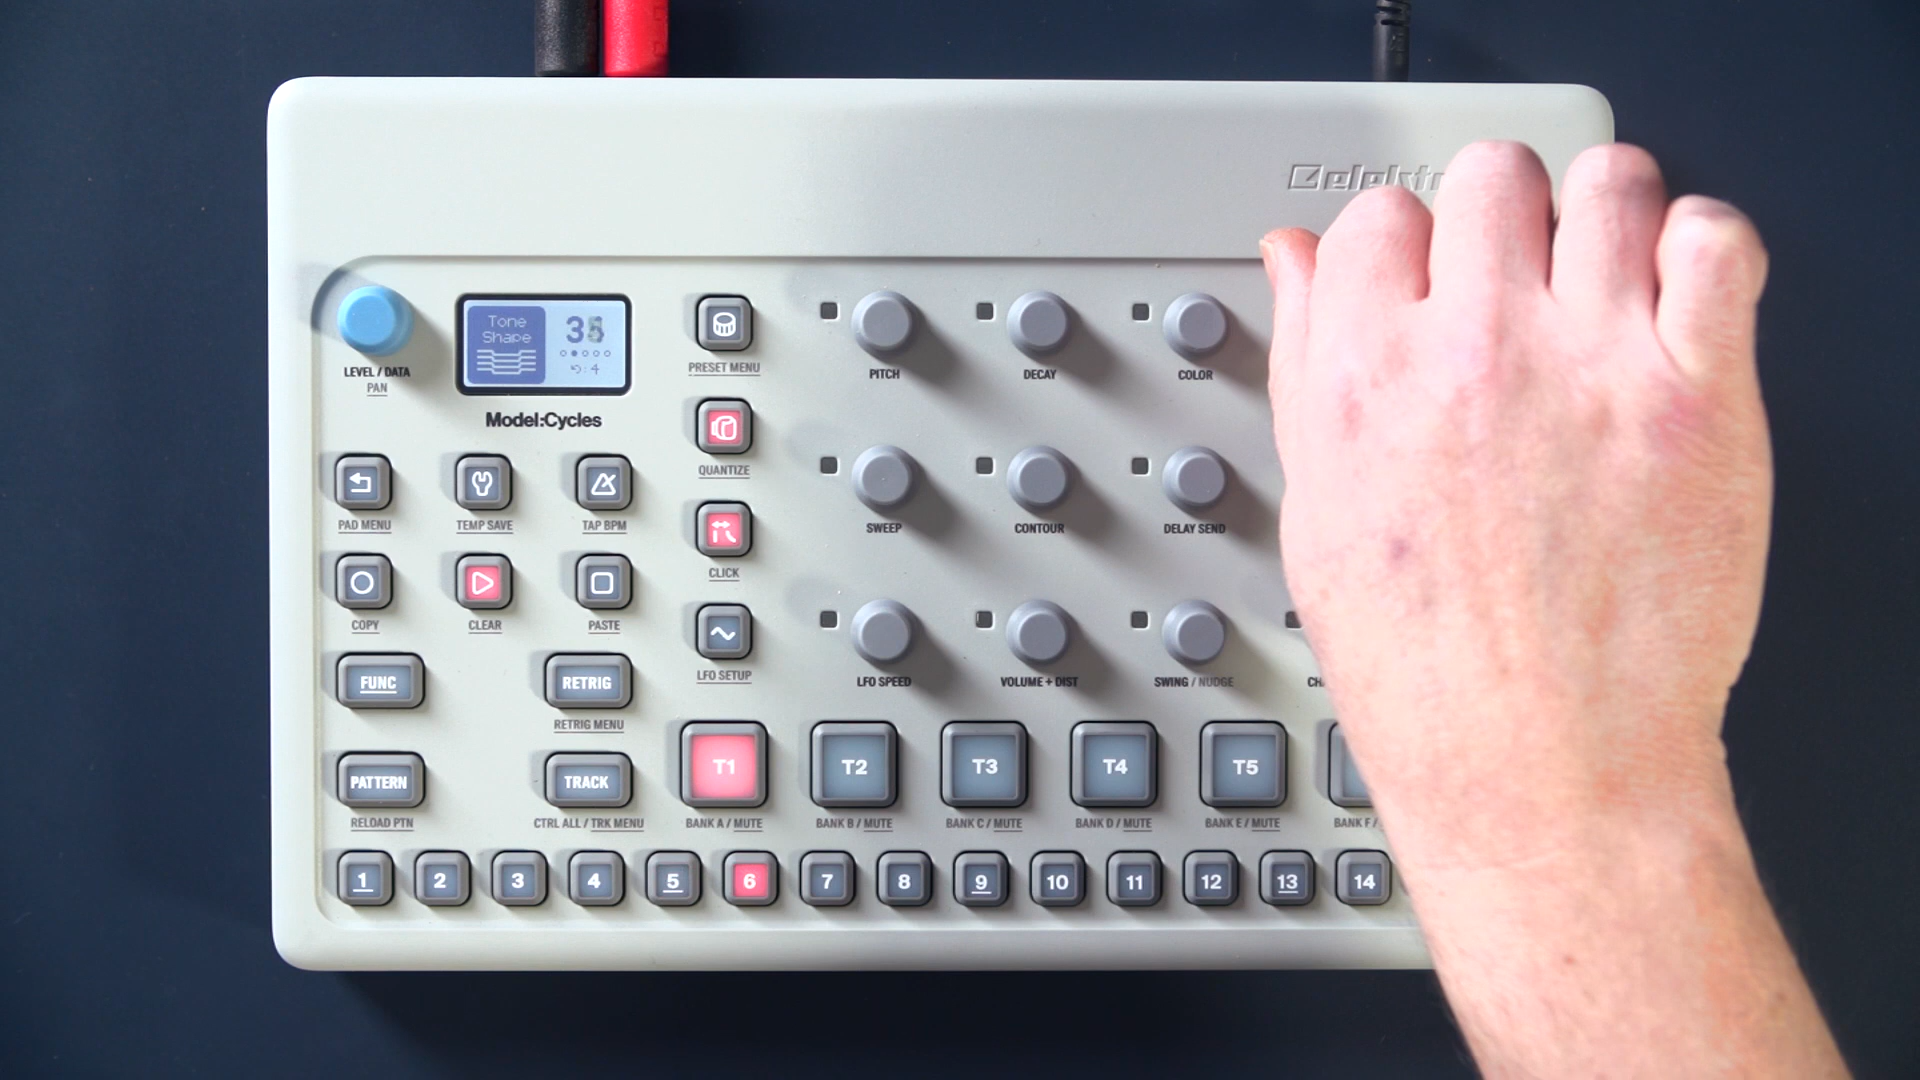 elektr
Tone
Shape
:4
LEVEL / DATA
PAN
Model:Cycles
PRESET MENU
PITCH
DECAY
COLOR
QUANTIZE
PAD MENU
TEMP SAVE
TAP BPM
SWEEP
CONTOUR
DELAY SEND
CLICK
COPY
CLEAR
PASTE
LFO SETUP
LFO SPEED
VOLUME + DIST
SWING / NUDGE
CH
FUNC
RETRIG
RETRIG MENU
T1
T2
T3
T4
T5
PATTERN
TRACK
RELOAD PTN
CTRL ALL / TRK MENU
BANK A / MUTE
BANK B / MUTE
BANK C / MUTE
BANK D / MUTE
BANK E / MUTE
BANK F /
1 2 3 4 5 6 7 8 9 10 11 12 13 14